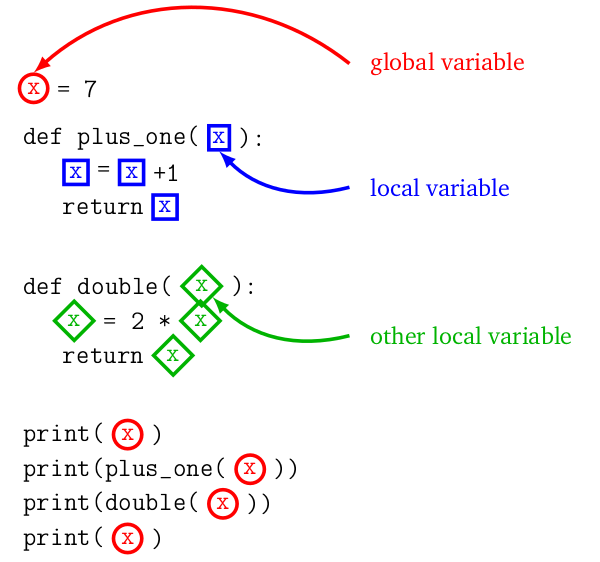 global variable
x = 7
def plus_one( x ):
x = x +1
local variable
return x
def double( x ):
x = 2 * x
other local variable
return x
print( x )
print(plus_one( x ))
print(double( x ))
print( x )